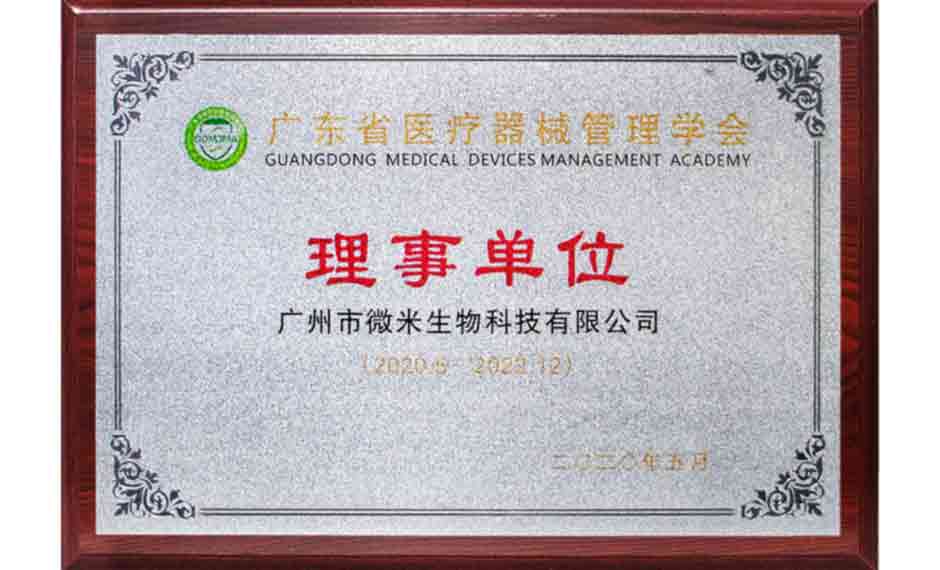 广东省医疗器械管理学会
GUANGDONG MEDICAL DEVICES MANAGEMENT ACADEMY
理事单位
广州市微米生物科技有限公司
(2020.5 2022.12)
二〇二〇年五月